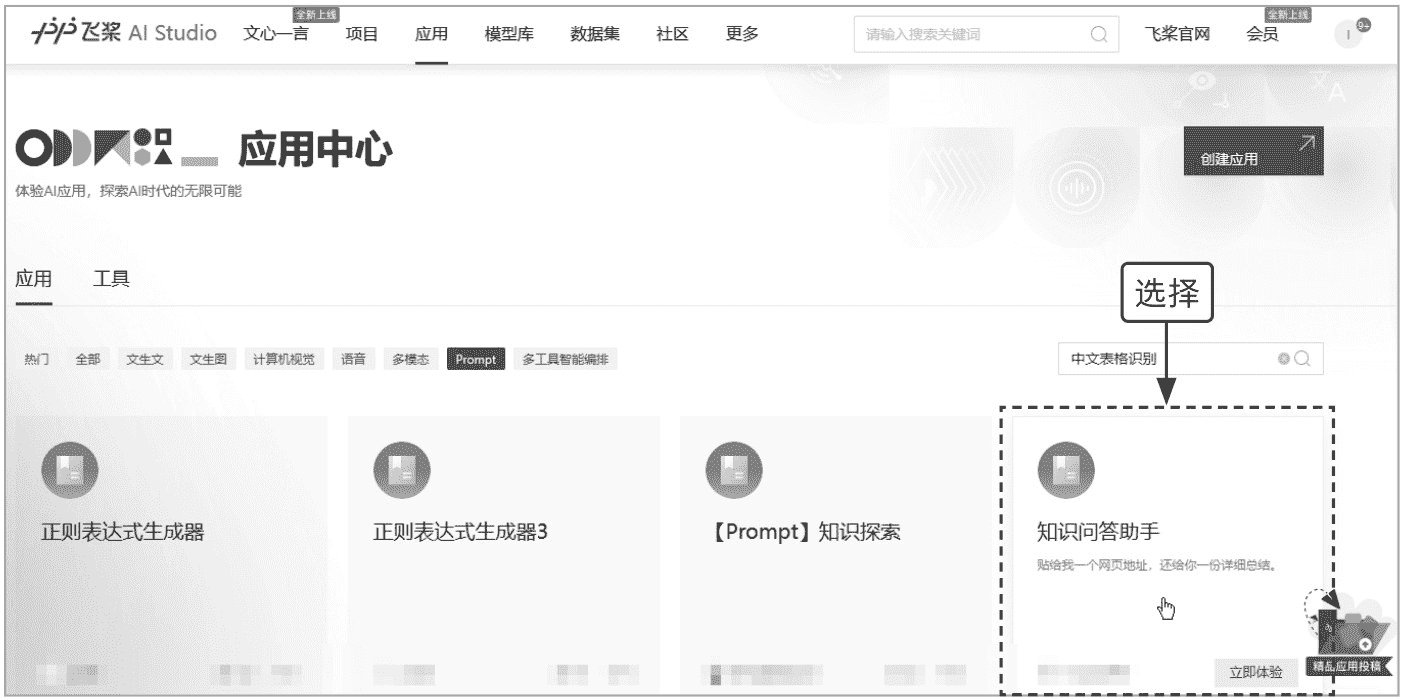 全新上线 全新上线
飞桨 AI Studio 文心一言 项目 应用 模型库 数据集 社区 更多 请输入搜索关键词 飞桨官网 会员 I 9+
应用中心
创建应用
体验AI应用，探索AI时代的无限可能
应用 工具
选择
热门 全部 文生文 文生图 计算机视觉 语音 多模态 Prompt 多工具智能编排 中文表格识别
正则表达式生成器 正则表达式生成器3 【Prompt】知识探索 知识问答助手
贴给我一个网页地址，还给你一份详细总结。
立即体验 精品应用投稿